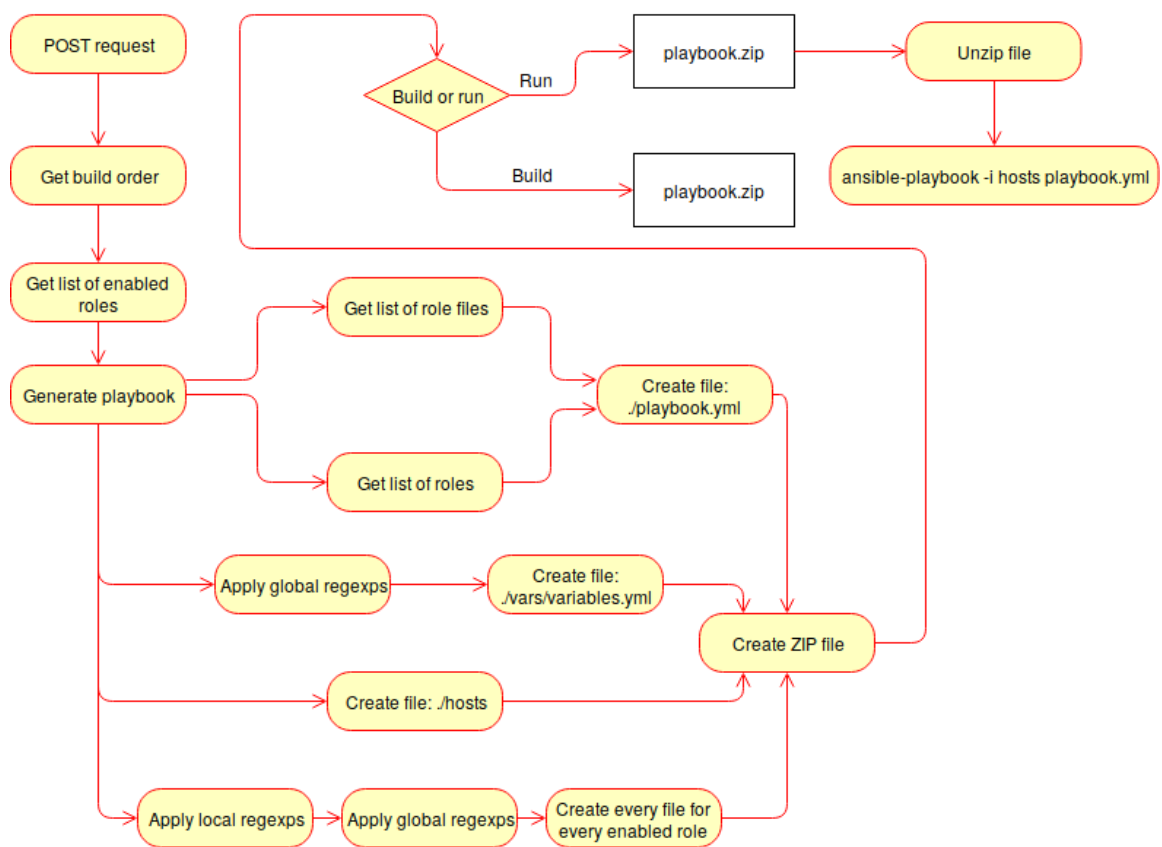 POST request
Get build order
Get list of enabled
roles
Generate playbook
Build or run
Run
Build
playbook.zip
playbook.zip
Unzip file
ansible-playbook -i hosts playbook.yml
Get list of role files
Get list of roles
Create file:
./playbook.yml
Apply global regexps
Create file:
./vars/variables.yml
Create file: ./hosts
Apply local regexps
Apply global regexps
Create every file for
every enabled role
Create ZIP file